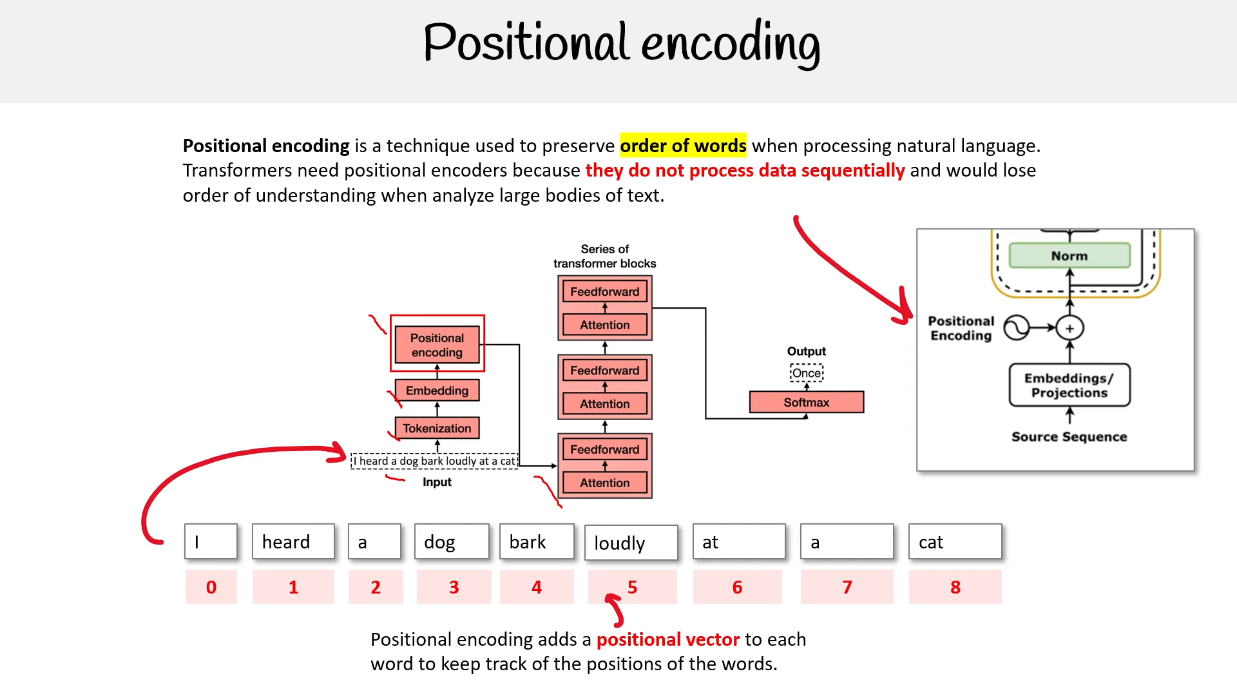 Positional encoding
Positional encoding is a technique used to preserve order of words when processing natural language.
Transformers need positional encoders because they do not process data sequentially and would lose
order of understanding when analyze large bodies of text.
Series of
transformer blocks
Feedforward
Attention
Feedforward
Attention
Feedforward
Attention
Positional
encoding
Embedding
Tokenization
I heard a dog bark loudly at a cat
Input
Output
Once
Softmax
Norm
Positional
Encoding
+
Embeddings/
Projections
Source Sequence
I heard a dog bark loudly at a cat
0 1 2 3 4 5 6 7 8
Positional encoding adds a positional vector to each
word to keep track of the positions of the words.